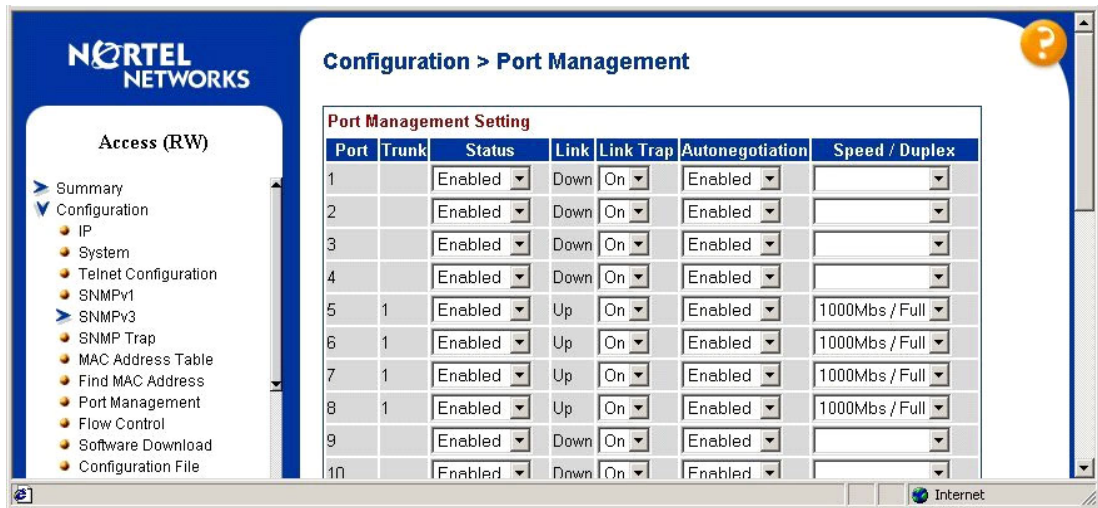 NORTEL
NETWORKS
Access (RW)
Summary
Configuration
IP
System
Telnet Configuration
SNMPv1
SNMPv3
SNMP Trap
MAC Address Table
Find MAC Address
Port Management
Flow Control
Software Download
Configuration File
Configuration > Port Management
?
Port Management Setting
Port Trunk Status Link Link Trap Autonegotiation Speed / Duplex
1 Enabled Down On Enabled
2 Enabled Down On Enabled
3 Enabled Down On Enabled
4 Enabled Down On Enabled
5 1 Enabled Up On Enabled 1000Mbs / Full
6 1 Enabled Up On Enabled 1000Mbs / Full
7 1 Enabled Up On Enabled 1000Mbs / Full
8 1 Enabled Up On Enabled 1000Mbs / Full
9 Enabled Down On Enabled
10 Enabled Down On Enabled
Internet